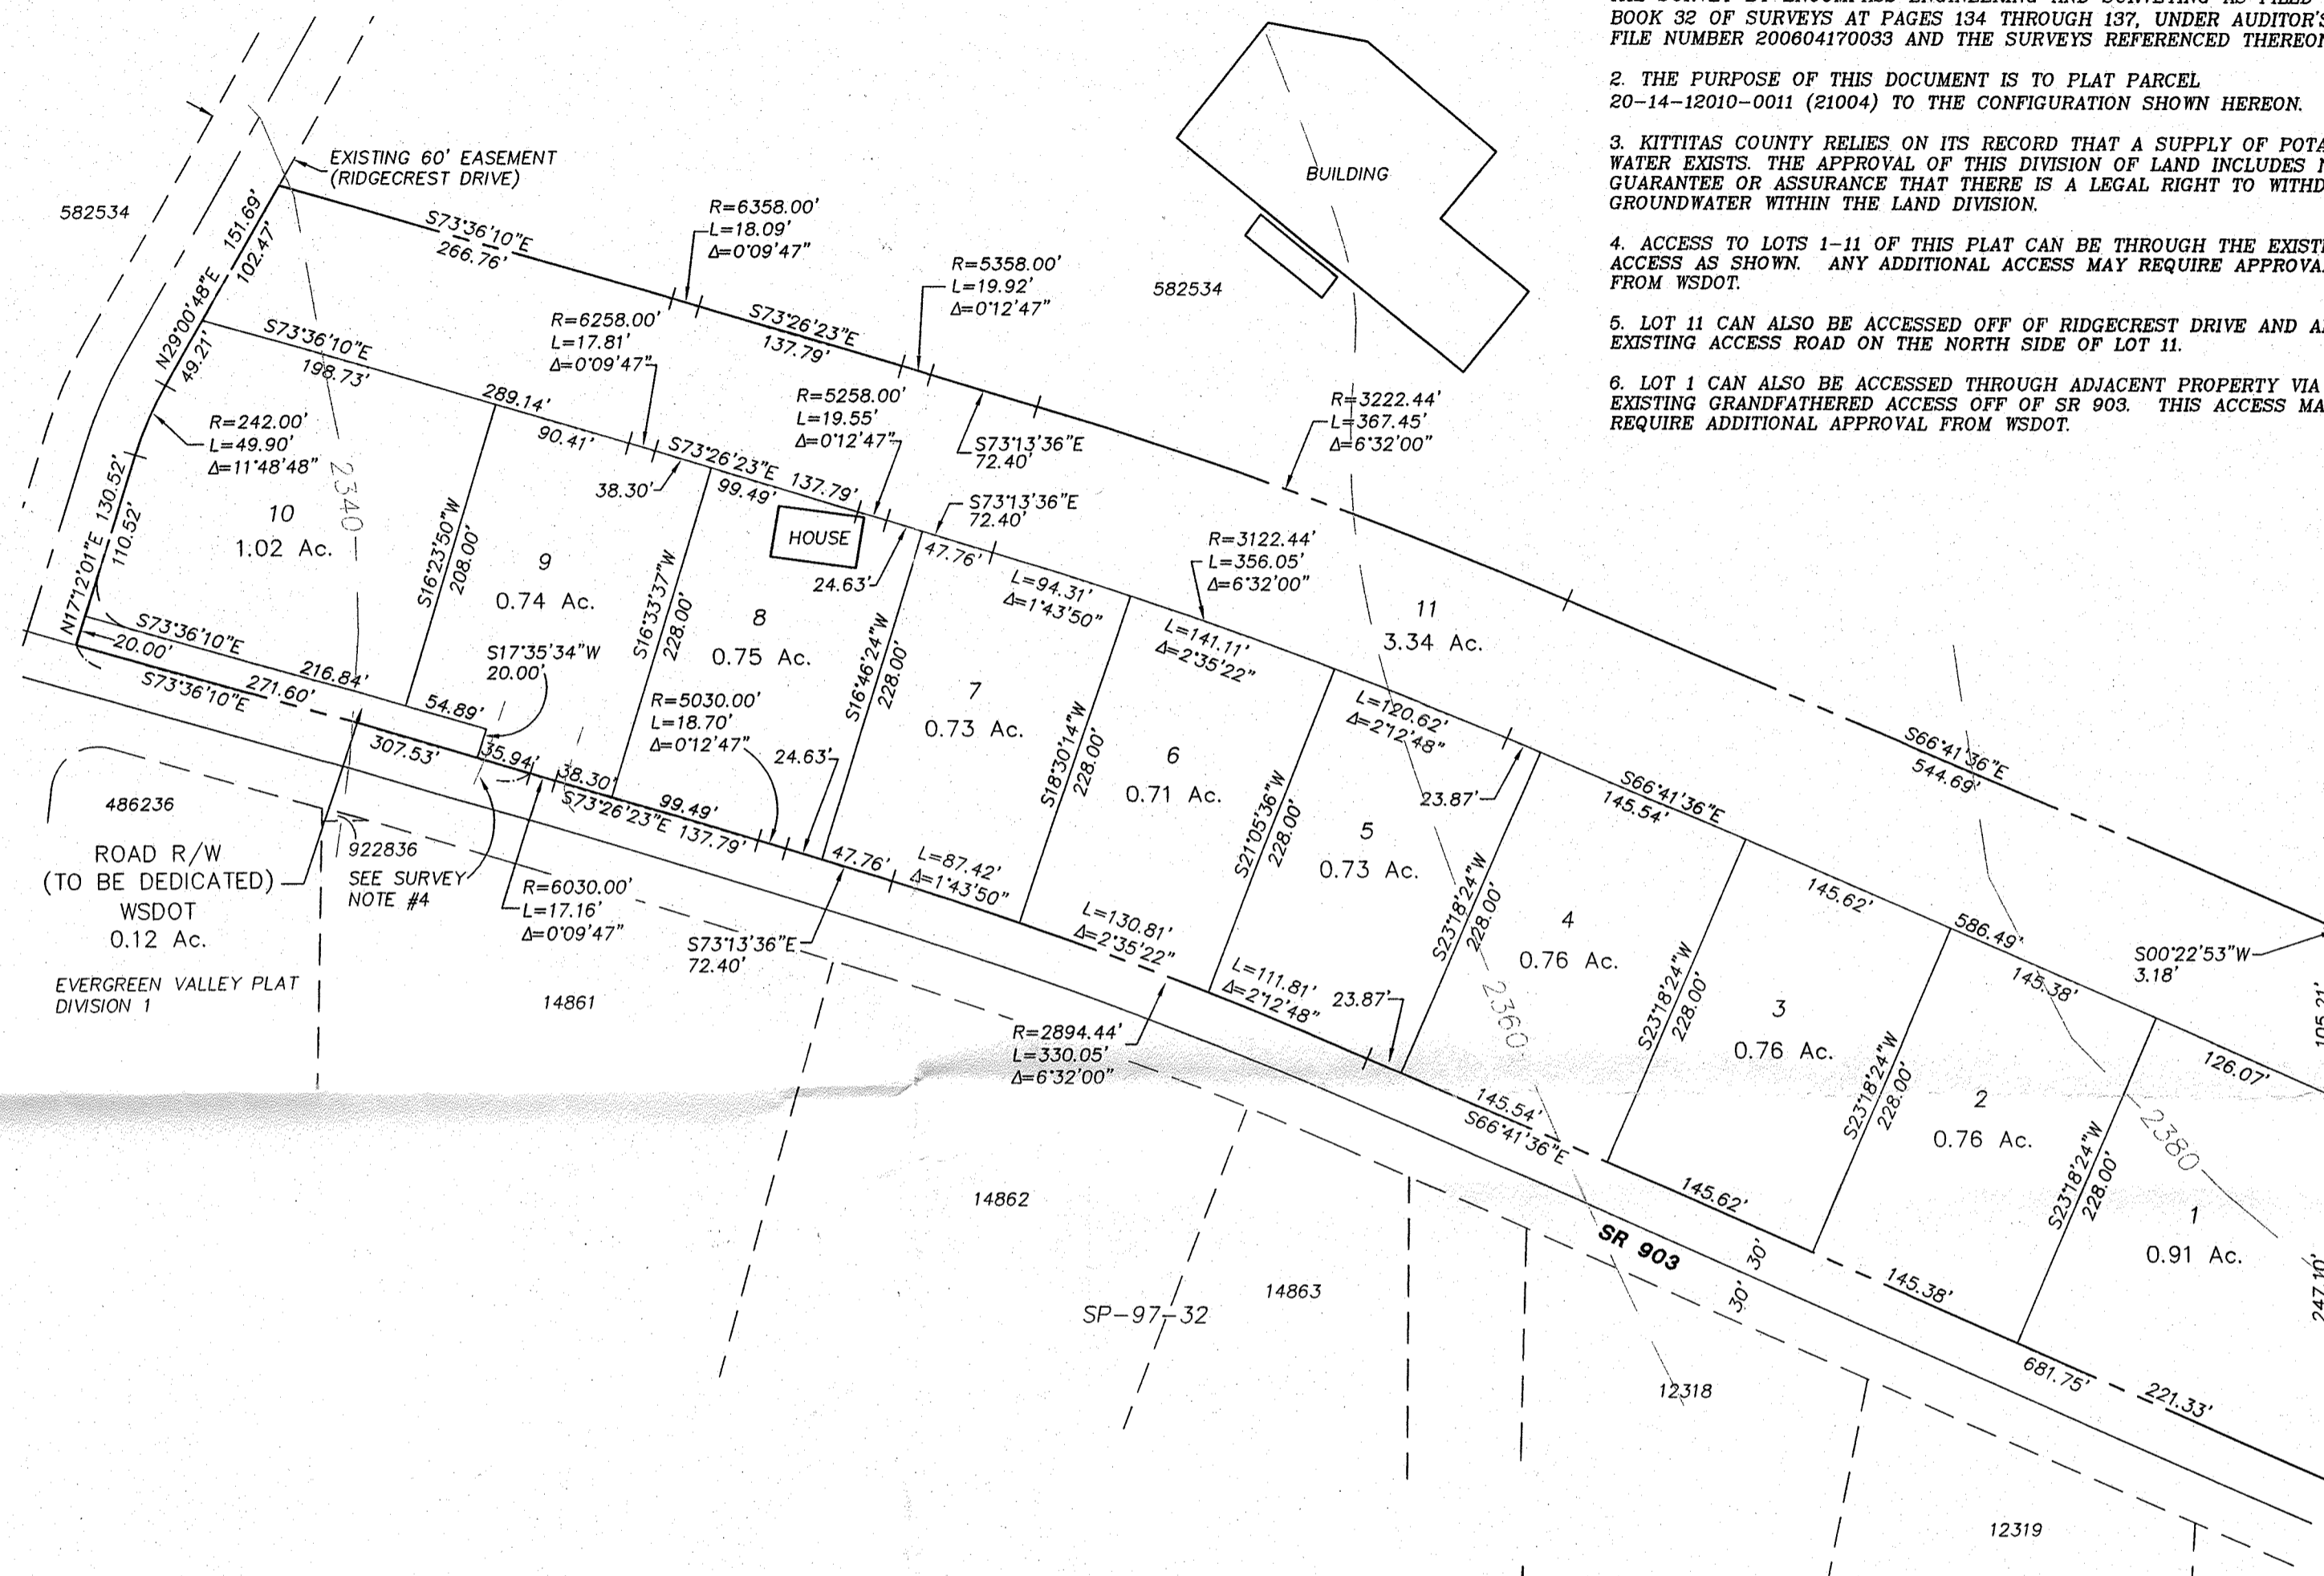 BOOK 32 OF SURVEYS AT PAGES 134 THROUGH 137, UNDER AUDITOR'S
FILE NUMBER 200604170033 AND THE SURVEYS REFERENCED THEREON
2. THE PURPOSE OF THIS DOCUMENT IS TO PLAT PARCEL
20-14-12010-0011 (21004) TO THE CONFIGURATION SHOWN HEREON.
3. KITTITAS COUNTY RELIES ON ITS RECORD THAT A SUPPLY OF
WATER EXISTS. THE APPROVAL OF THIS DIVISION OF LAND INCLUDES
GUARANTEE OR ASSURANCE THAT THERE IS A LEGAL RIGHT TO
GROUNDWATER WITHIN THE LAND DIVISION.
4. ACCESS TO LOTS 1-11 OF THIS PLAT CAN BE THROUGH THE
ACCESS AS SHOWN. ANY ADDITIONAL ACCESS MAY REQUIRE
FROM WSDOT.
5. LOT 11 CAN ALSO BE ACCESSED OFF OF RIDGECREST DRIVE AND
EXISTING ACCESS ROAD ON THE NORTH SIDE OF LOT 11.
6. LOT 1 CAN ALSO BE ACCESSED THROUGH ADJACENT PROPERTY VIA
EXISTING GRANDFATHERED ACCESS OFF OF SR 903. THIS ACCESS
REQUIRE ADDITIONAL APPROVAL FROM WSDOT.
EXISTING 60' EASEMENT
(RIDGECREST DRIVE)
582534
BUILDING
582534
N29°00'48"E 151.69'
102.47'
49.21'
S73°36'10"E
266.76'
R=6358.00'
L=18.09'
Δ=0°09'47"
S73°26'23"E
137.79'
R=5358.00'
L=19.92'
Δ=0°12'47"
S73°13'36"E
72.40'
R=3222.44'
L=367.45'
Δ=6°32'00"
S66°41'36"E
544.69'
S73°36'10"E
198.73'
289.14'
90.41'
R=6258.00'
L=17.81'
Δ=0°09'47"
38.30'
S73°26'23"E 137.79'
99.49'
R=5258.00'
L=19.55'
Δ=0°12'47"
24.63'
S73°13'36"E
72.40'
47.76'
L=94.31'
Δ=1°43'50"
R=3122.44'
L=356.05'
Δ=6°32'00"
L=141.11'
Δ=2°35'22"
L=120.62'
Δ=2°12'48"
23.87'
S66°41'36"E
145.54'
145.62'
586.49'
145.38'
126.07'
S00°22'53"W
3.18'
105.21'
247.10'
R=242.00'
L=49.90'
Δ=11°48'48"
N17°12'01"E 130.52'
110.52'
20.00'
2340
10
1.02 Ac.
S16°23'50"W
208.00'
9
0.74 Ac.
S16°33'37"W
228.00'
HOUSE
8
0.75 Ac.
S16°46'24"W
228.00'
7
0.73 Ac.
S18°30'14"W
228.00'
6
0.71 Ac.
S21°05'36"W
228.00'
5
0.73 Ac.
S23°18'24"W
228.00'
4
0.76 Ac.
S23°18'24"W
228.00'
3
0.76 Ac.
S23°18'24"W
228.00'
2
0.76 Ac.
S23°18'24"W
228.00'
1
0.91 Ac.
11
3.34 Ac.
2360
2380
S73°36'10"E
216.84'
54.89'
S17°35'34"W
20.00'
S73°36'10"E
271.60'
307.53'
35.94'
38.30'
S73°26'23"E 137.79'
99.49'
R=5030.00'
L=18.70'
Δ=0°12'47"
24.63'
47.76'
L=87.42'
Δ=1°43'50"
L=130.81'
Δ=2°35'22"
L=111.81'
Δ=2°12'48"
23.87'
145.54'
S66°41'36"E
145.62'
145.38'
681.75'
221.33'
R=6030.00'
L=17.16'
Δ=0°09'47"
S73°13'36"E
72.40'
R=2894.44'
L=330.05'
Δ=6°32'00"
486236
ROAD R/W
(TO BE DEDICATED)
WSDOT
0.12 Ac.
EVERGREEN VALLEY PLAT
DIVISION 1
922836
SEE SURVEY
NOTE #4
14861
14862
SP-97-32
14863
SR 903
30'
30'
12318
12319